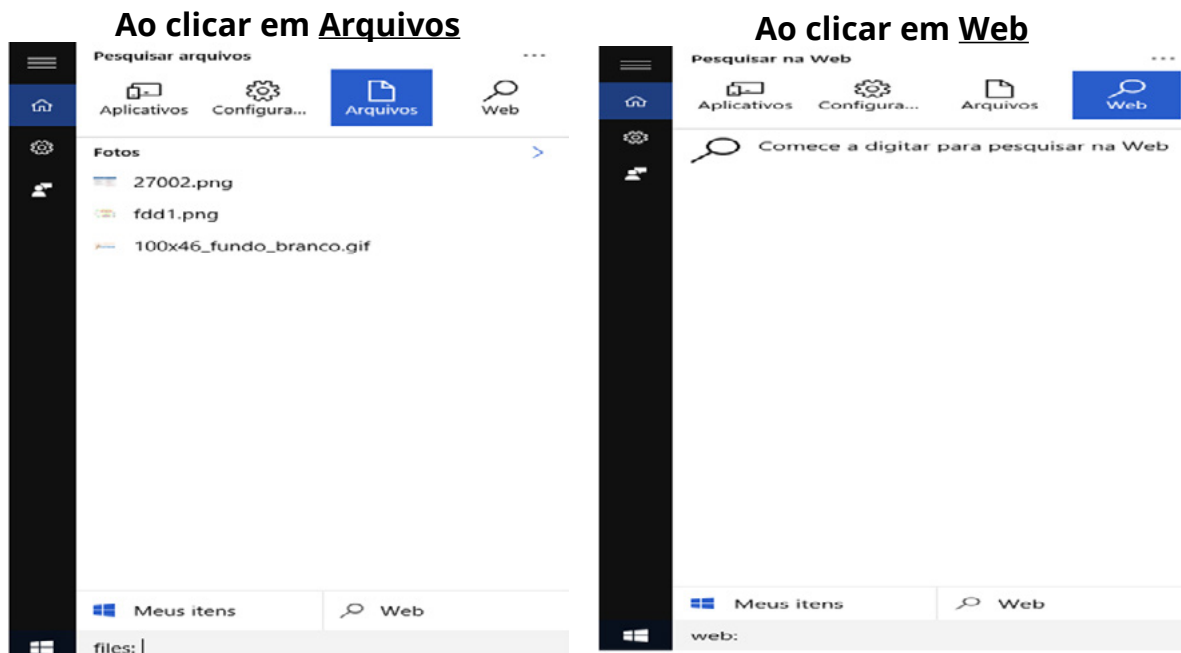 Ao clicar em Arquivos
Pesquisar arquivos
Aplicativos Configura... Arquivos Web
Fotos
27002.png
fdd1.png
100x46_fundo_branco.gif
Meus itens Web
files:
Ao clicar em Web
Pesquisar na Web
Aplicativos Configura... Arquivos Web
Comece a digitar para pesquisar na Web
Meus itens Web
web: